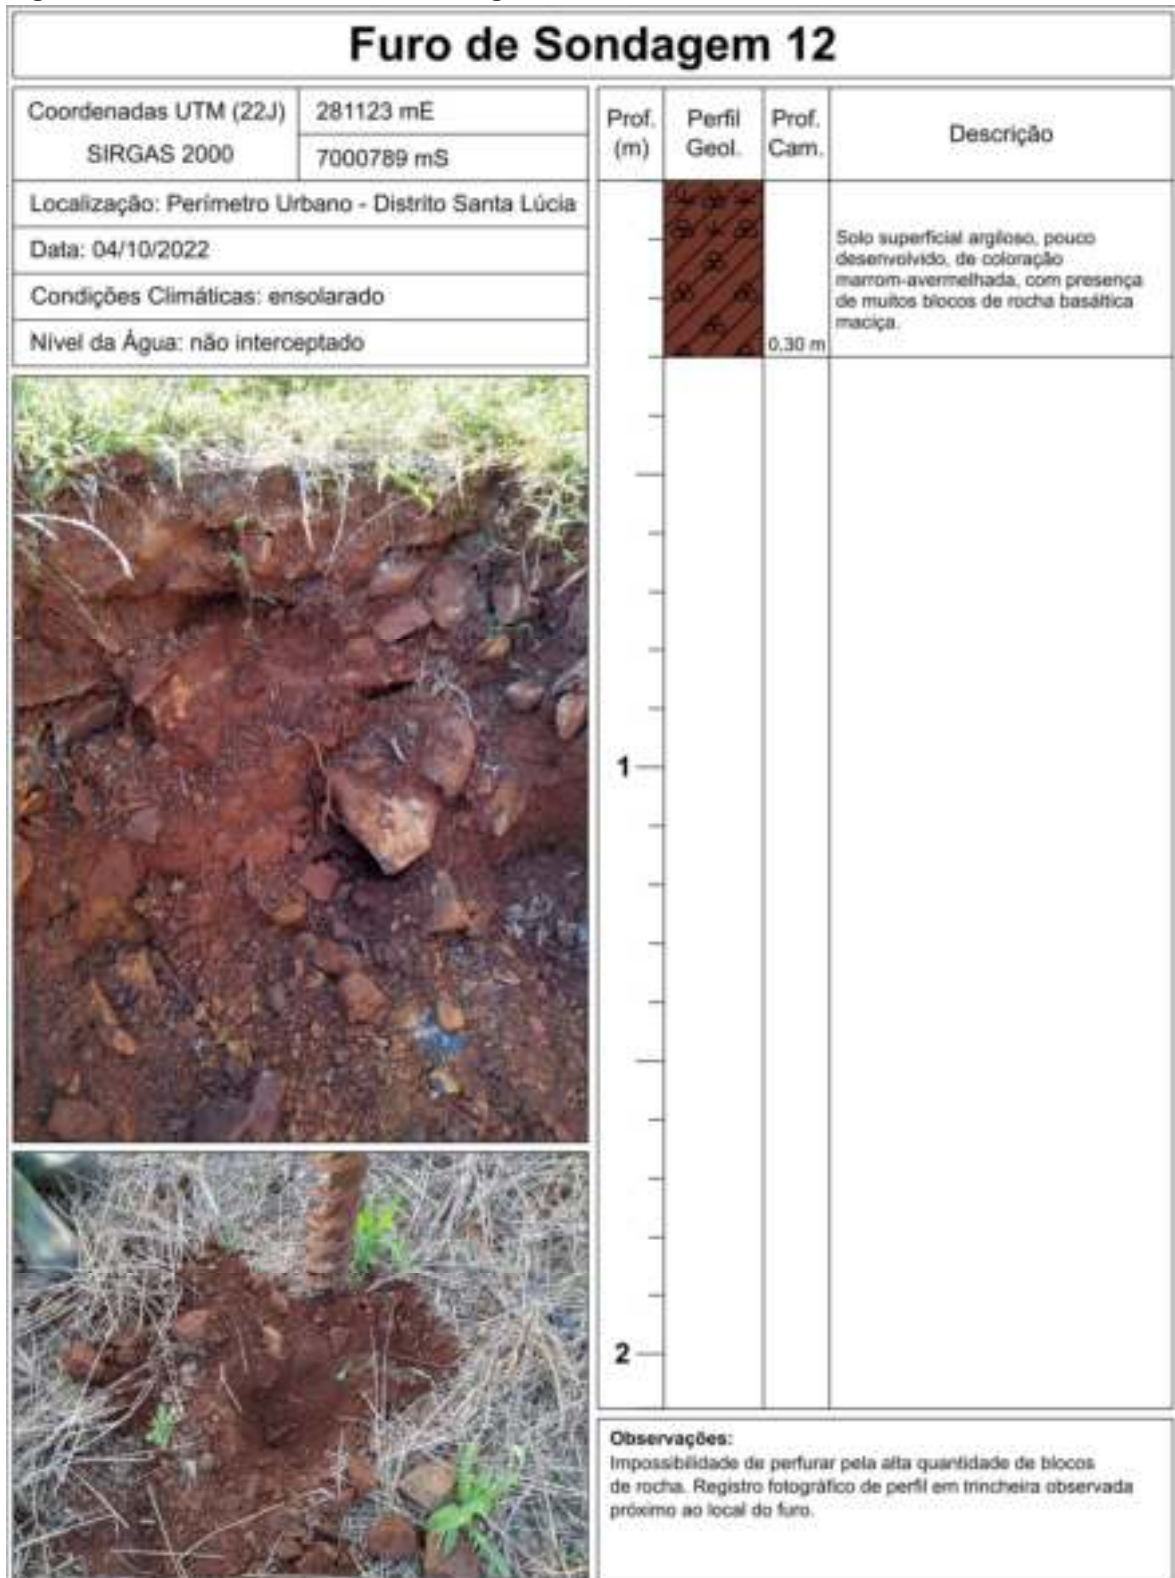 Furo de Sondagem 12
Coordenadas UTM (22J)
SIRGAS 2000
281123 mE
7000789 mS
Localização: Perímetro Urbano - Distrito Santa Lúcia
Data: 04/10/2022
Condições Climáticas: ensolarado
Nível da Água: não interceptado
Prof.
(m)
Perfil
Geol.
Prof.
Cam.
Descrição
0.30 m
Solo superficial argiloso, pouco
desenvolvido, de coloração
marrom-avermelhada, com presença
de muitos blocos de rocha basáltica
maciça.
1
2
Observações:
Impossibilidade de perfurar pela alta quantidade de blocos
de rocha. Registro fotográfico de perfil em trincheira observada
próximo ao local do furo.